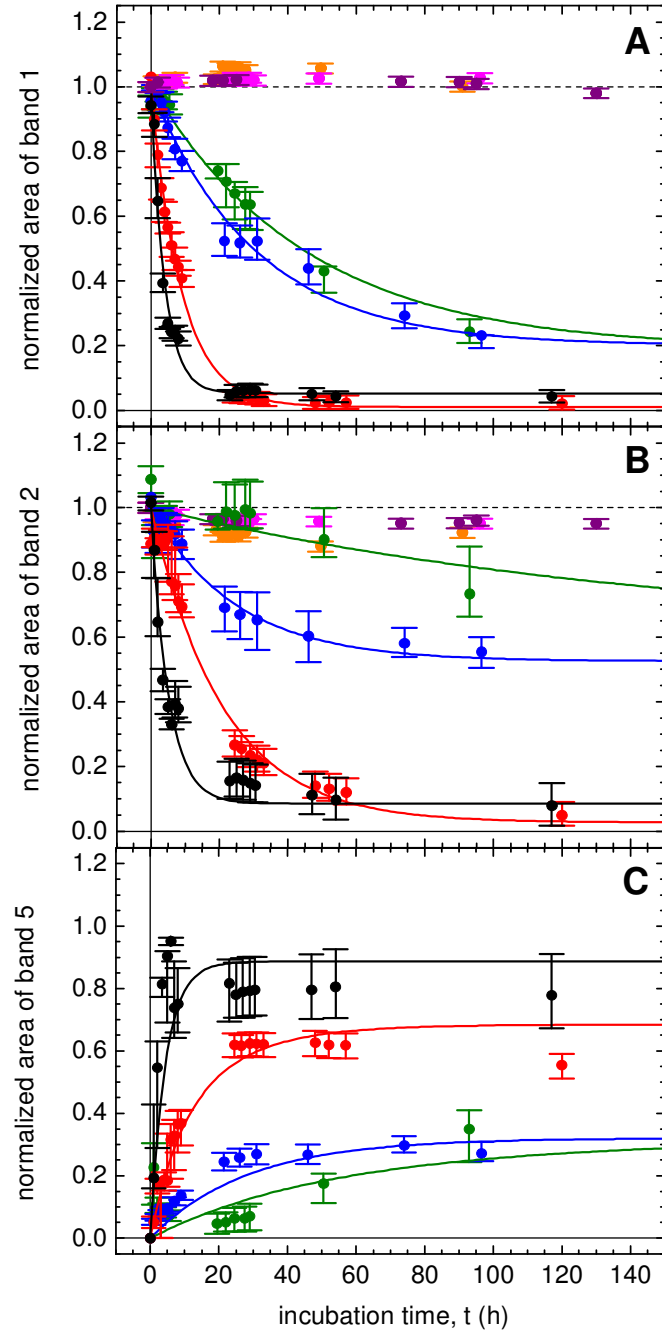 A
normalized area of band 1
1.2
1.0
0.8
0.6
0.4
0.2
0.0
B
normalized area of band 2
1.2
1.0
0.8
0.6
0.4
0.2
0.0
C
normalized area of band 5
1.2
1.0
0.8
0.6
0.4
0.2
0.0
0 20 40 60 80 100 120 140
incubation time, t (h)